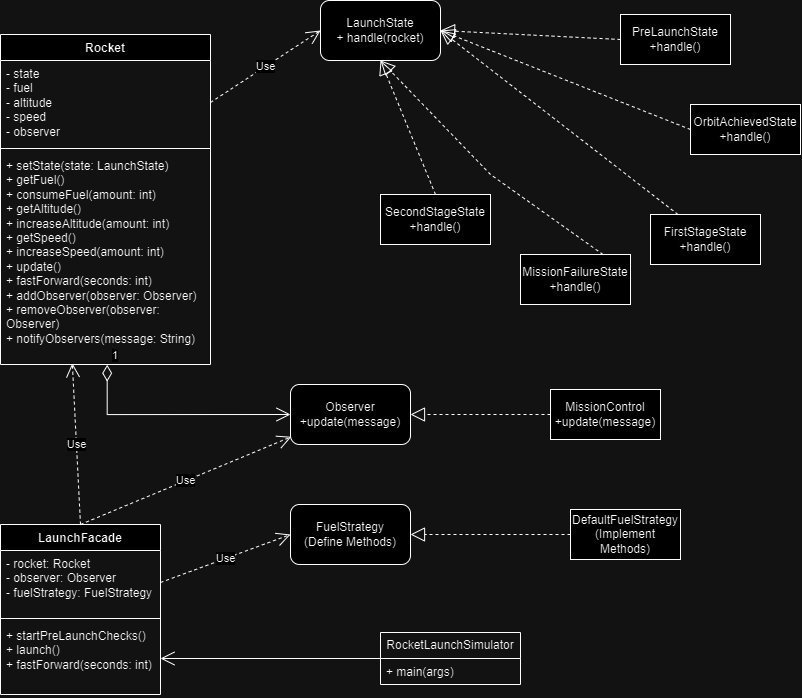 Rocket
- state
- fuel
- altitude
- speed
- observer
+ setState(state: LaunchState)
+ getFuel()
+ consumeFuel(amount: int)
+ getAltitude()
+ increaseAltitude(amount: int)
+ getSpeed()
+ increaseSpeed(amount: int)
+ update()
+ fastForward(seconds: int)
+ addObserver(observer: Observer)
+ removeObserver(observer:
Observer)
+ notifyObservers(message: String)
1
Use
LaunchState
+ handle(rocket)
PreLaunchState
+handle()
OrbitAchievedState
+handle()
SecondStageState
+handle()
FirstStageState
+handle()
MissionFailureState
+handle()
Observer
+update(message)
MissionControl
+update(message)
Use
Use
FuelStrategy
(Define Methods)
DefaultFuelStrategy
(Implement
Methods)
Use
LaunchFacade
- rocket: Rocket
- observer: Observer
- fuelStrategy: FuelStrategy
+ startPreLaunchChecks()
+ launch()
+ fastForward(seconds: int)
RocketLaunchSimulator
+ main(args)